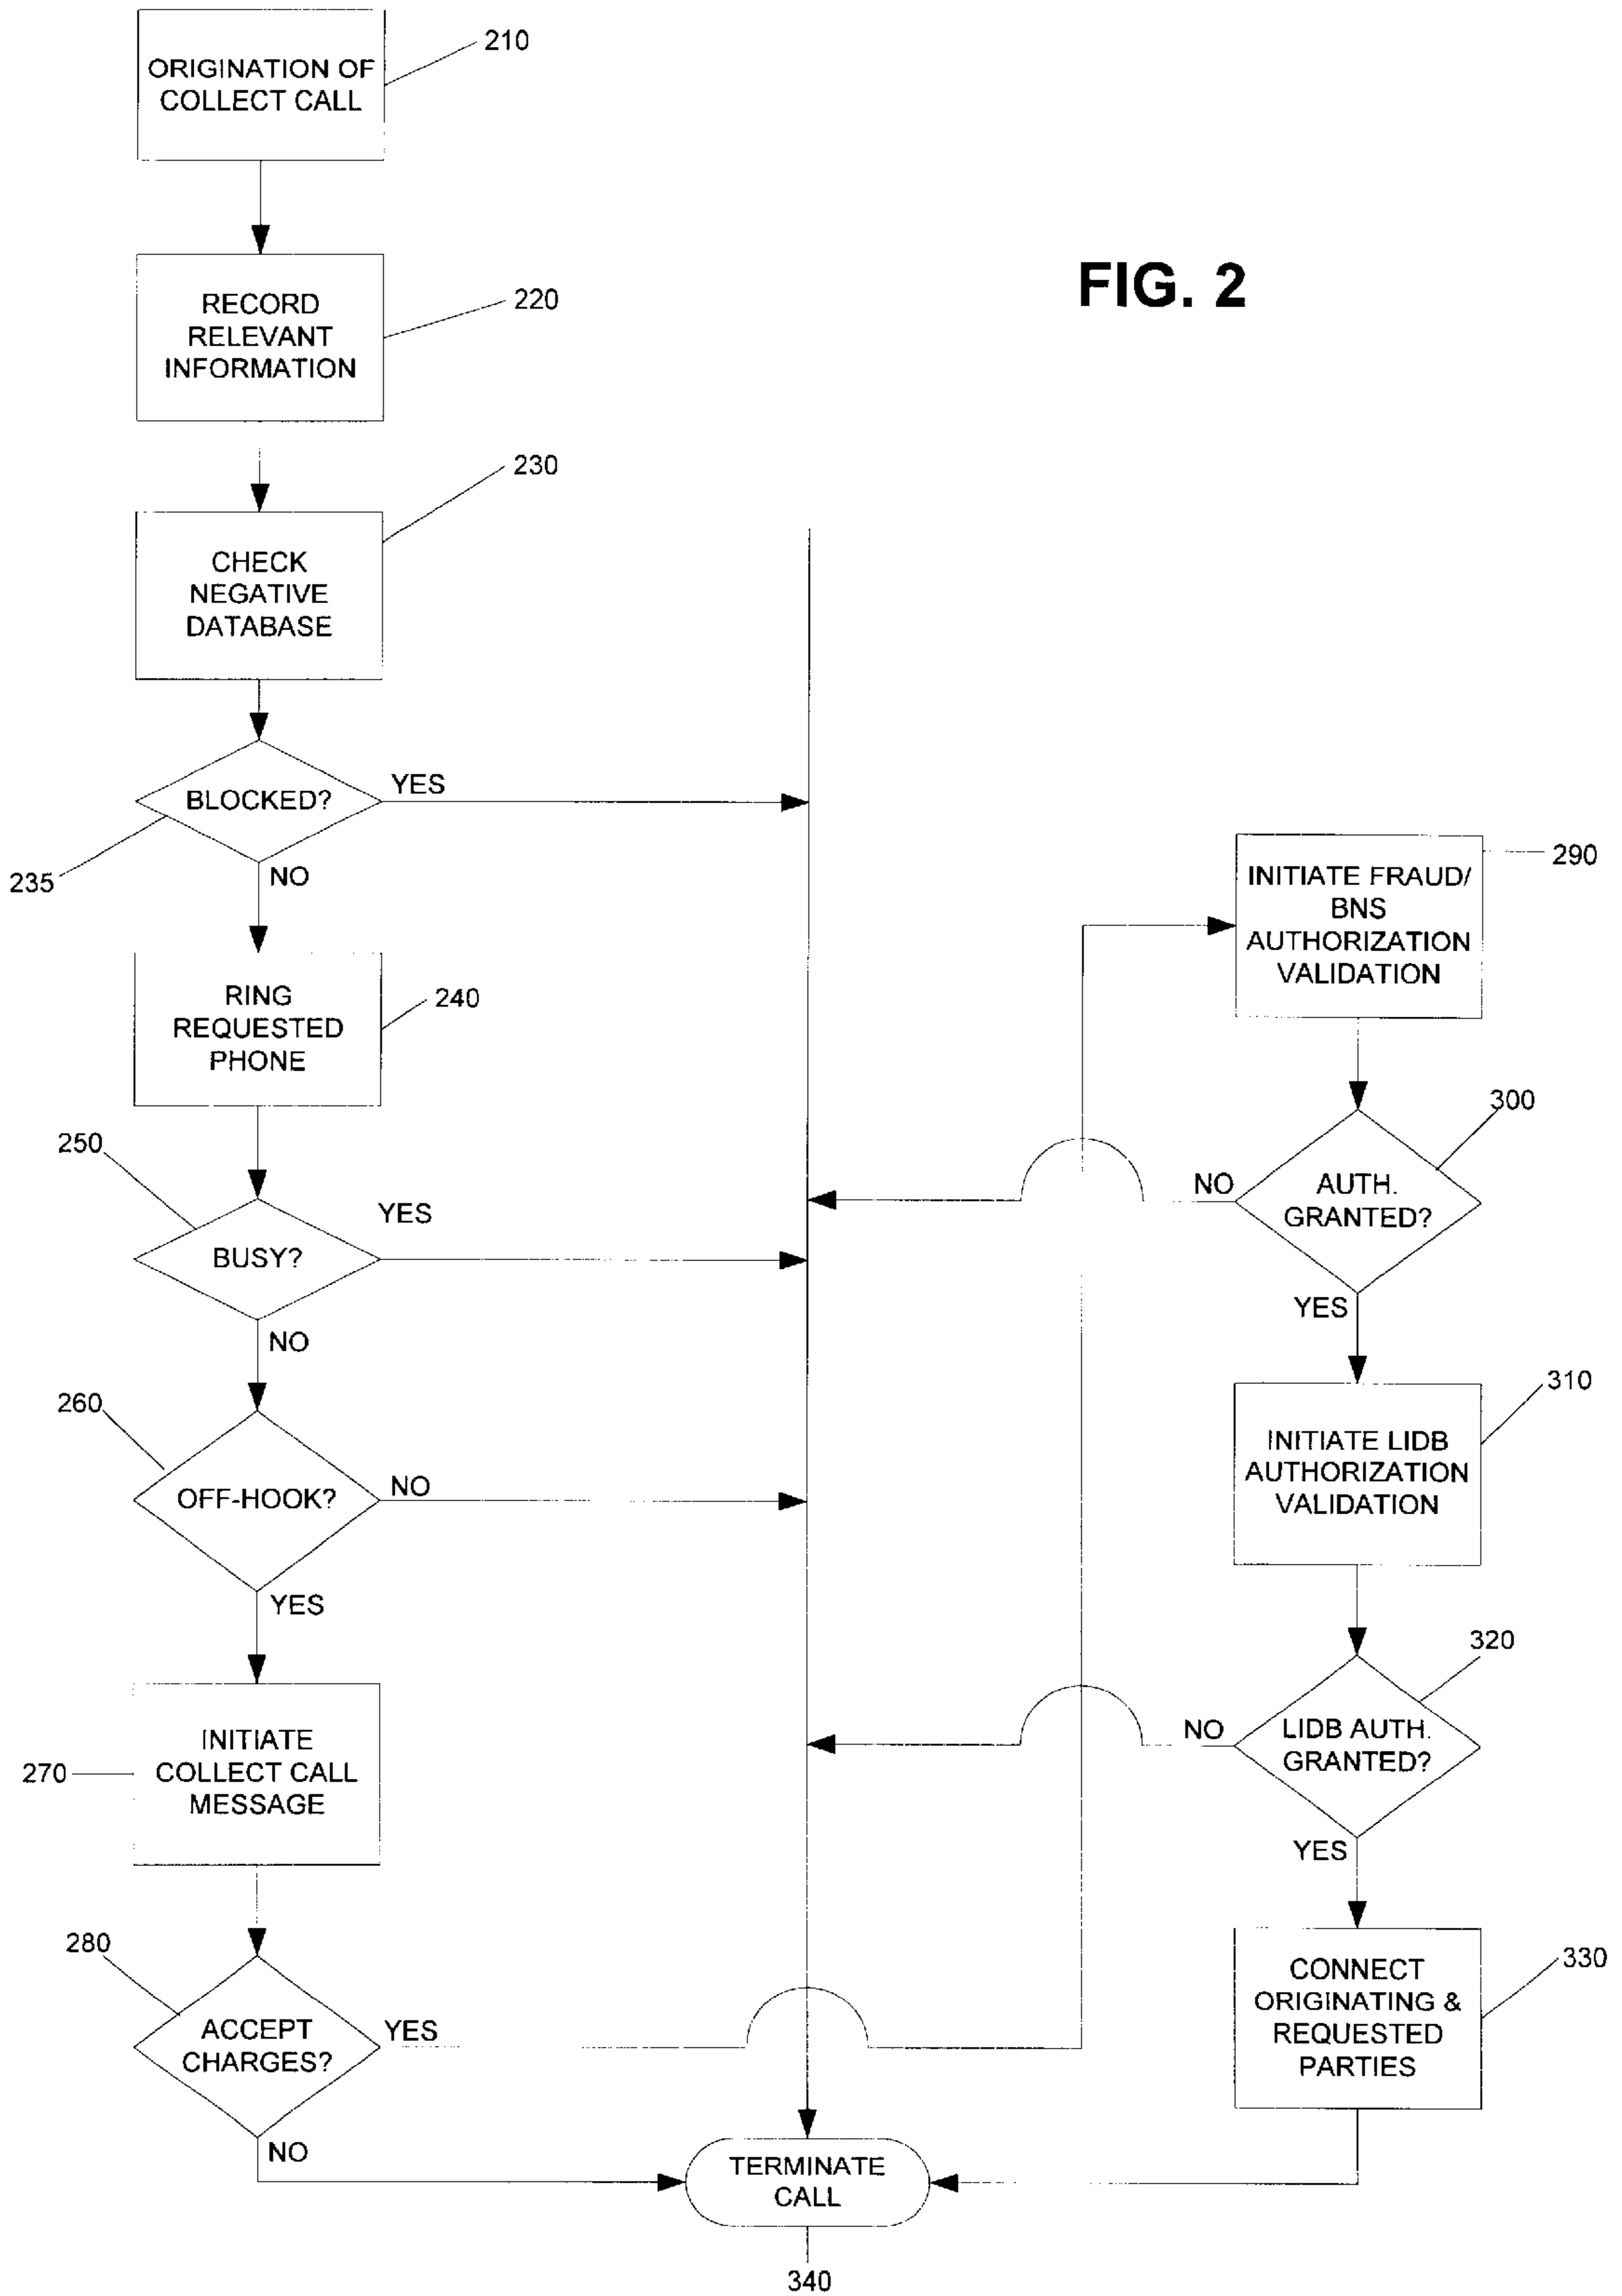 ORIGINATION OF
COLLECT CALL
210
FIG. 2
RECORD
RELEVANT
INFORMATION
220
CHECK
NEGATIVE
DATABASE
230
BLOCKED?
YES
NO
235
RING
REQUESTED
PHONE
240
BUSY?
YES
NO
250
OFF-HOOK?
NO
YES
260
INITIATE
COLLECT CALL
MESSAGE
270
ACCEPT
CHARGES?
YES
NO
280
INITIATE FRAUD/
BNS
AUTHORIZATION
VALIDATION
290
AUTH.
GRANTED?
NO
YES
300
INITIATE LIDB
AUTHORIZATION
VALIDATION
310
LIDB AUTH.
GRANTED?
NO
YES
320
CONNECT
ORIGINATING &
REQUESTED
PARTIES
330
TERMINATE
CALL
340